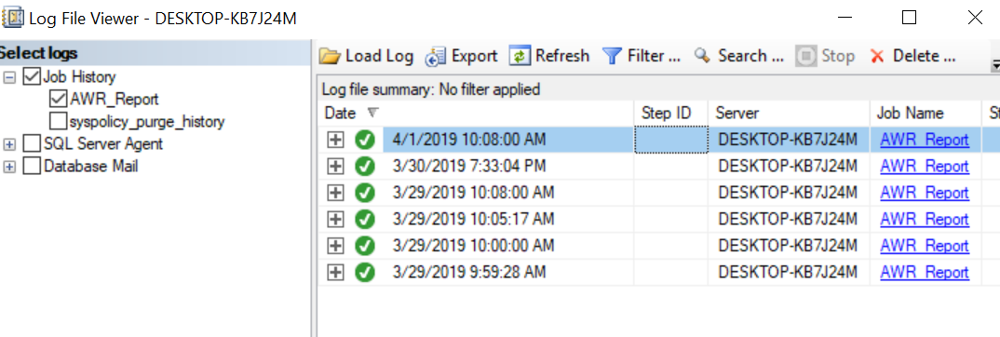 Log File Viewer - DESKTOP-KB7J24M
Select logs
Job History
AWR_Report
syspolicy_purge_history
SQL Server Agent
Database Mail
Load Log Export Refresh Filter ... Search ... Stop Delete ...
Log file summary: No filter applied
Date Step ID Server Job Name St
4/1/2019 10:08:00 AM DESKTOP-KB7J24M AWR_Report
3/30/2019 7:33:04 PM DESKTOP-KB7J24M AWR_Report
3/29/2019 10:08:00 AM DESKTOP-KB7J24M AWR_Report
3/29/2019 10:05:17 AM DESKTOP-KB7J24M AWR_Report
3/29/2019 10:00:00 AM DESKTOP-KB7J24M AWR_Report
3/29/2019 9:59:28 AM DESKTOP-KB7J24M AWR_Report